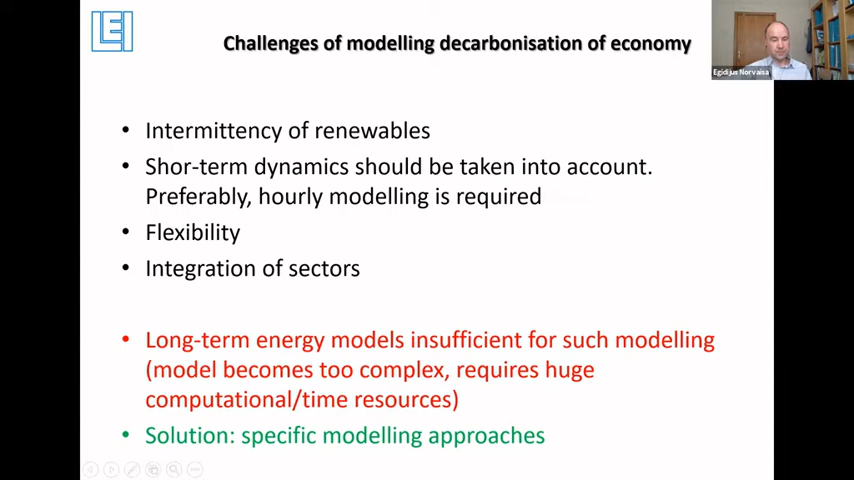 LEI
Challenges of modelling decarbonisation of economy
Egidijus Norvaisa
• Intermittency of renewables
• Shor-term dynamics should be taken into account.
Preferably, hourly modelling is required
• Flexibility
• Integration of sectors
• Long-term energy models insufficient for such modelling
(model becomes too complex, requires huge
computational/time resources)
• Solution: specific modelling approaches